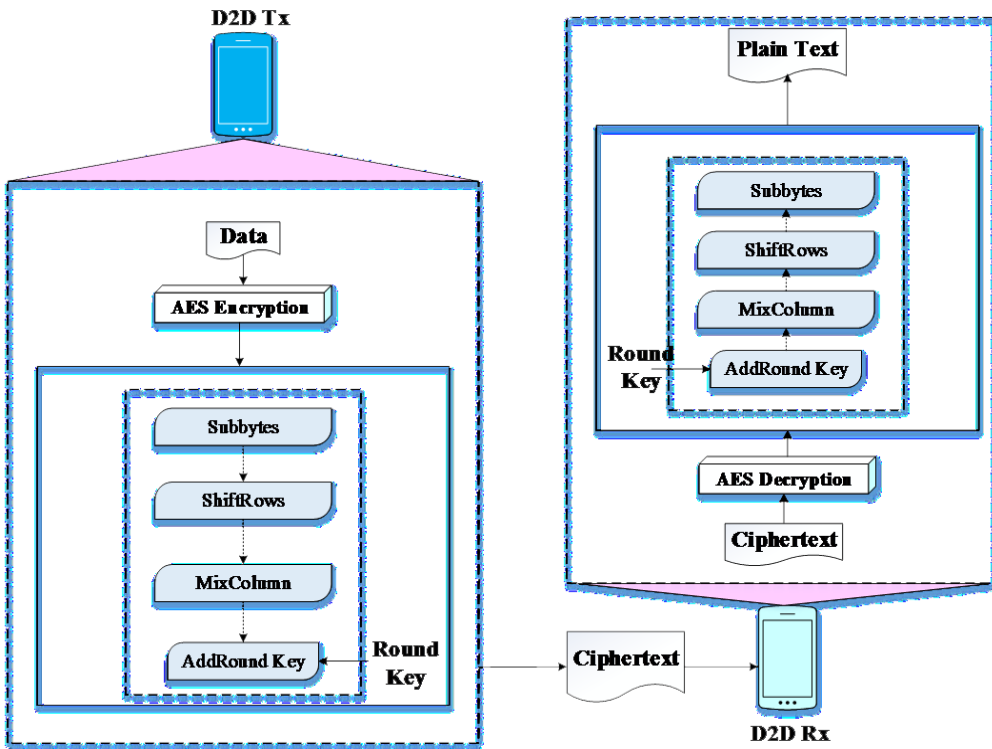 D2D Tx
Data
AES Encryption
Subbytes
ShiftRows
MixColumn
AddRound Key
Round
Key
Ciphertext
D2D Rx
Ciphertext
AES Decryption
Round
Key
AddRound Key
MixColumn
ShiftRows
Subbytes
Plain Text